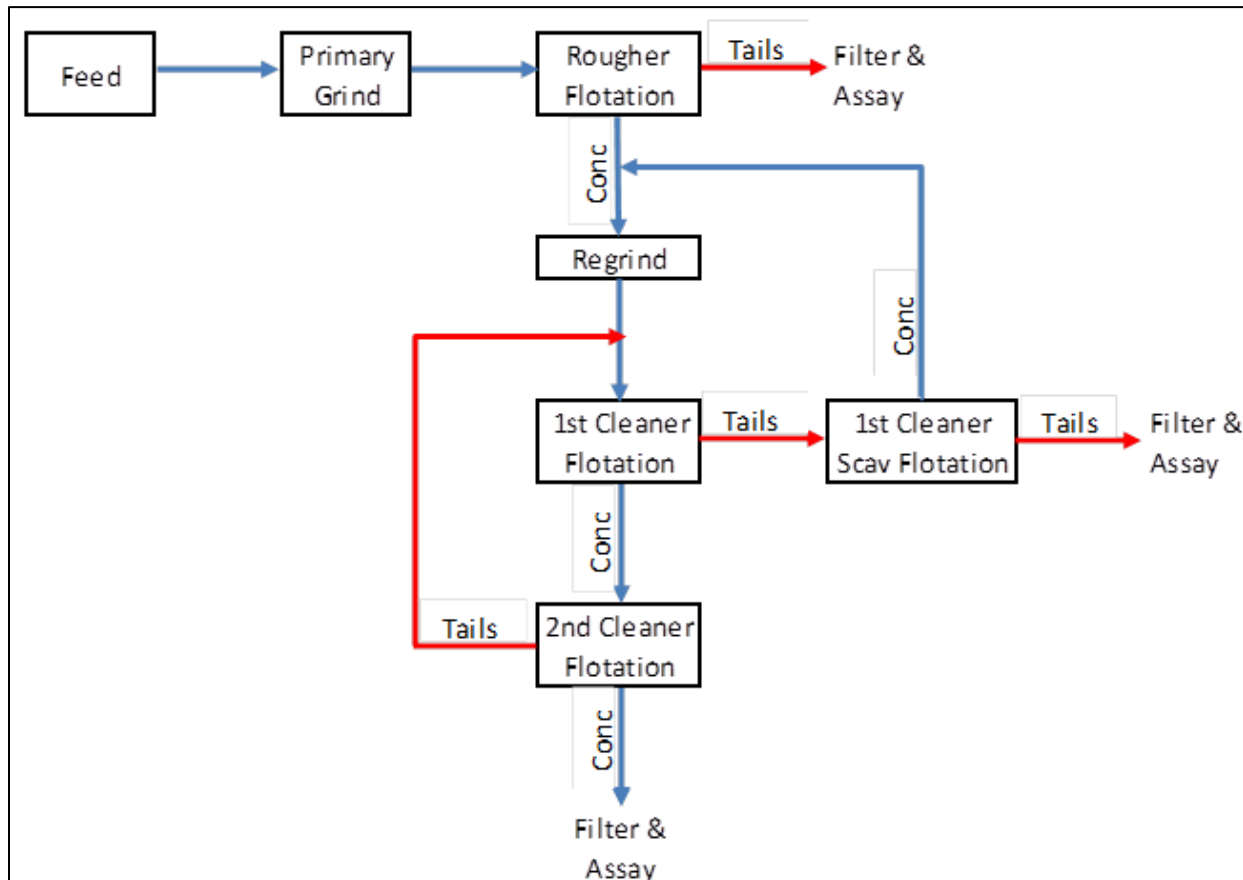 Feed
Primary
Grind
Rougher
Flotation
Tails
Filter &
Assay
Conc
Regrind
Conc
1st Cleaner
Flotation
Tails
1st Cleaner
Scav Flotation
Tails
Filter &
Assay
Conc
Tails
2nd Cleaner
Flotation
Conc
Filter &
Assay